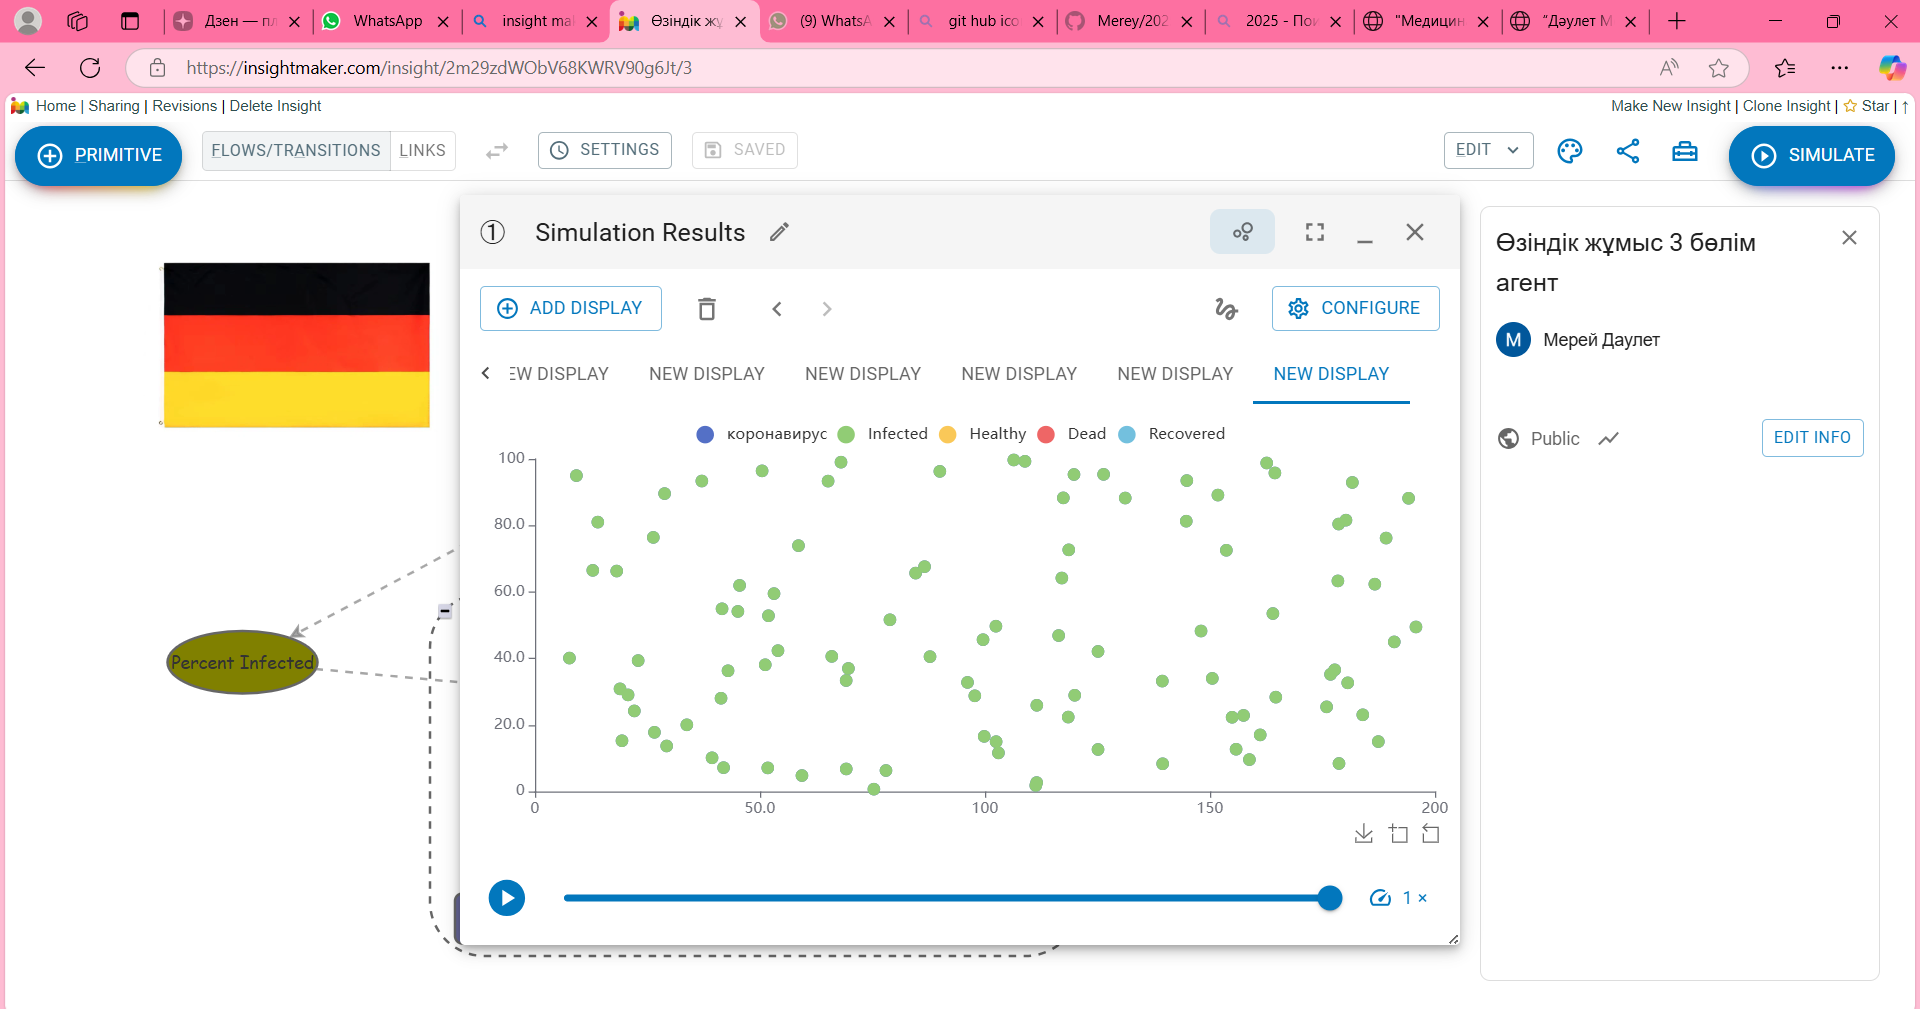 Дзен — пл
WhatsApp
insight mak
Өзіндік жұ
(9) WhatsA
git hub ico
Merey/202
2025 - Пои
"Медицин
"Дәулет М
https://insightmaker.com/insight/2m29zdWObV68KWRV90g6Jt/3
Home | Sharing | Revisions | Delete Insight
Make New Insight | Clone Insight | Star | ↑
PRIMITIVE
FLOWS/TRANSITIONS
LINKS
SETTINGS
SAVED
EDIT
SIMULATE
1 Simulation Results
ADD DISPLAY
CONFIGURE
EW DISPLAY
NEW DISPLAY
NEW DISPLAY
NEW DISPLAY
NEW DISPLAY
NEW DISPLAY
коронавирус
Infected
Healthy
Dead
Recovered
100
80.0
60.0
40.0
20.0
0
0
50.0
100
150
200
1 ×
Percent Infected
Өзіндік жұмыс 3 бөлім
агент
М
Мерей Даулет
Public
EDIT INFO